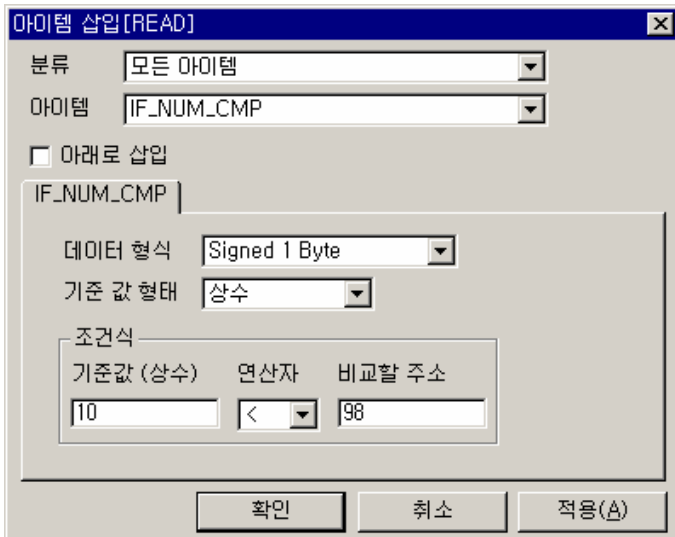 아이템 삽입[READ]
분류 모든 아이템
아이템 IF_NUM_CMP
아래로 삽입
IF_NUM_CMP
데이터 형식 Signed 1 Byte
기준 값 형태 상수
조건식
기준값 (상수) 연산자 비교할 주소
10 < 98
확인 취소 적용(A)